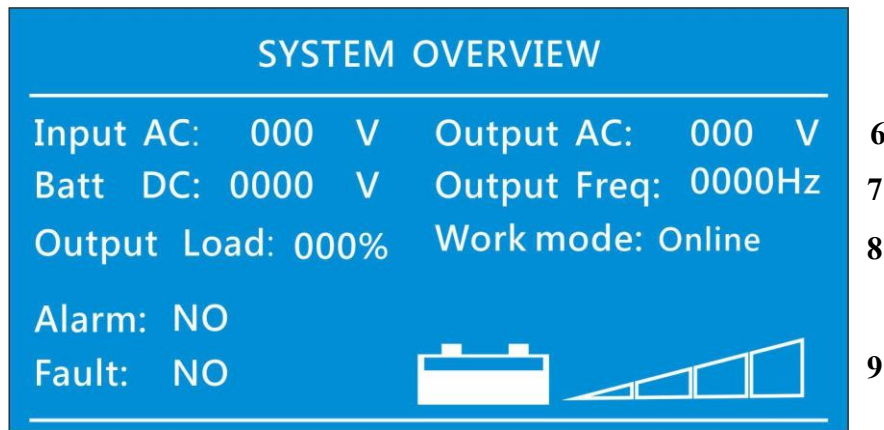 SYSTEM OVERVIEW
Input AC: 000 V Output AC: 000 V 6
Batt DC: 0000 V Output Freq: 0000Hz 7
Output Load: 000% Work mode: Online 8
Alarm: NO
Fault: NO 9